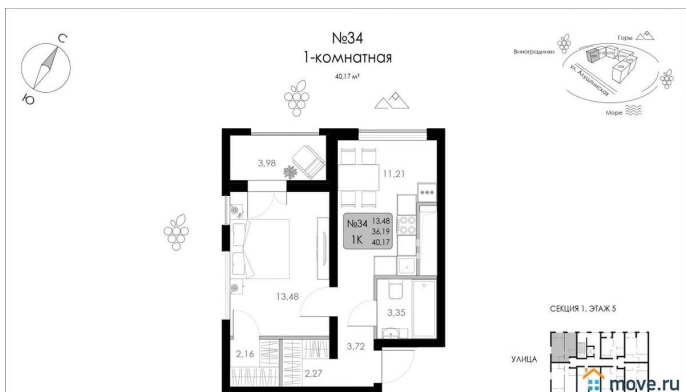 С
Ю
№34
1-комнатная
40,17 м²
Горы
Виноградники
ул. Алуштинская
Море
3,98
11,21
№34
1К
13,48
36,19
40,17
13,48
3,35
3,72
2,16
2,27
СЕКЦИЯ 1, ЭТАЖ 5
УЛИЦА
move.ru